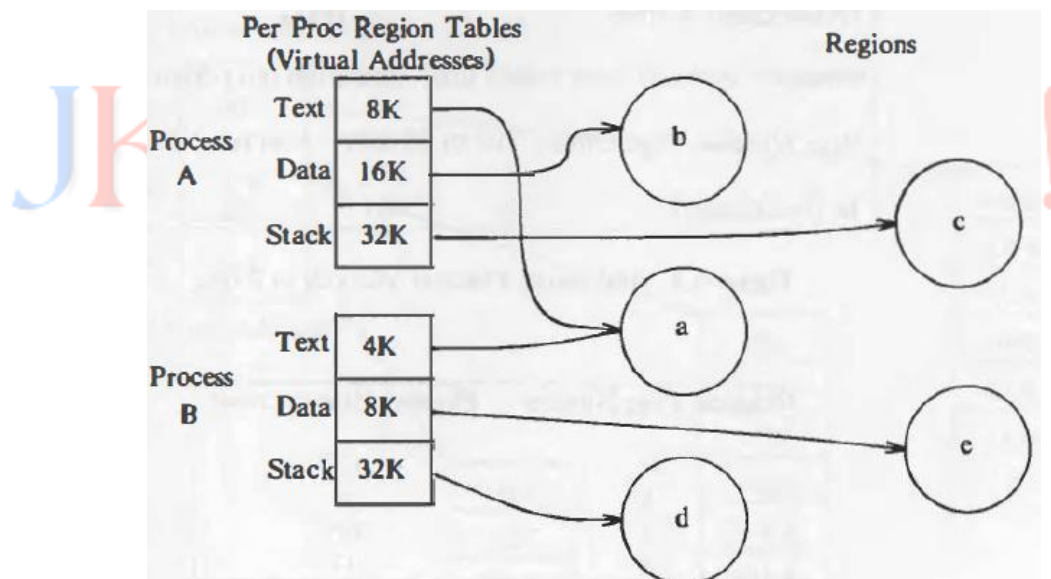 Per Proc Region Tables
(Virtual Addresses)
Regions
Process
A
Text 8K
Data 16K
Stack 32K
Process
B
Text 4K
Data 8K
Stack 32K
b
c
a
e
d
JK
!